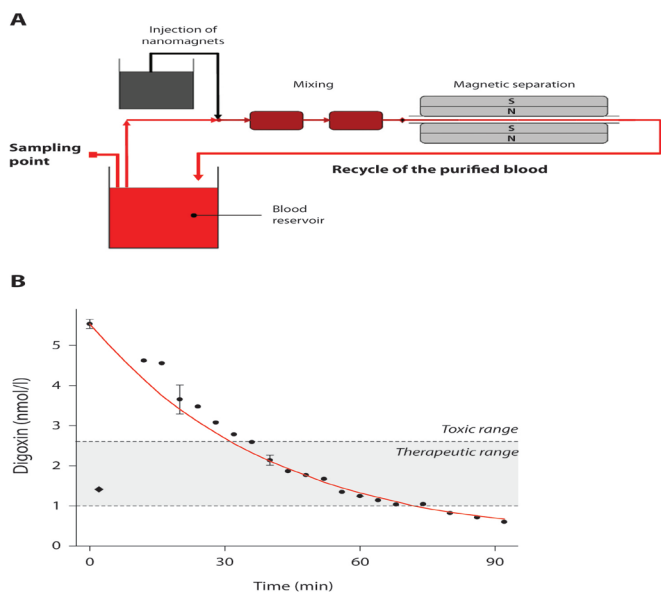 A
Injection of
nanomagnets
Mixing
Magnetic separation
S
N
S
N
Sampling
point
Recycle of the purified blood
Blood
reservoir
B
Digoxin (nmol/l)
5
4
3
2
1
0
Toxic range
Therapeutic range
0
30
60
90
Time (min)